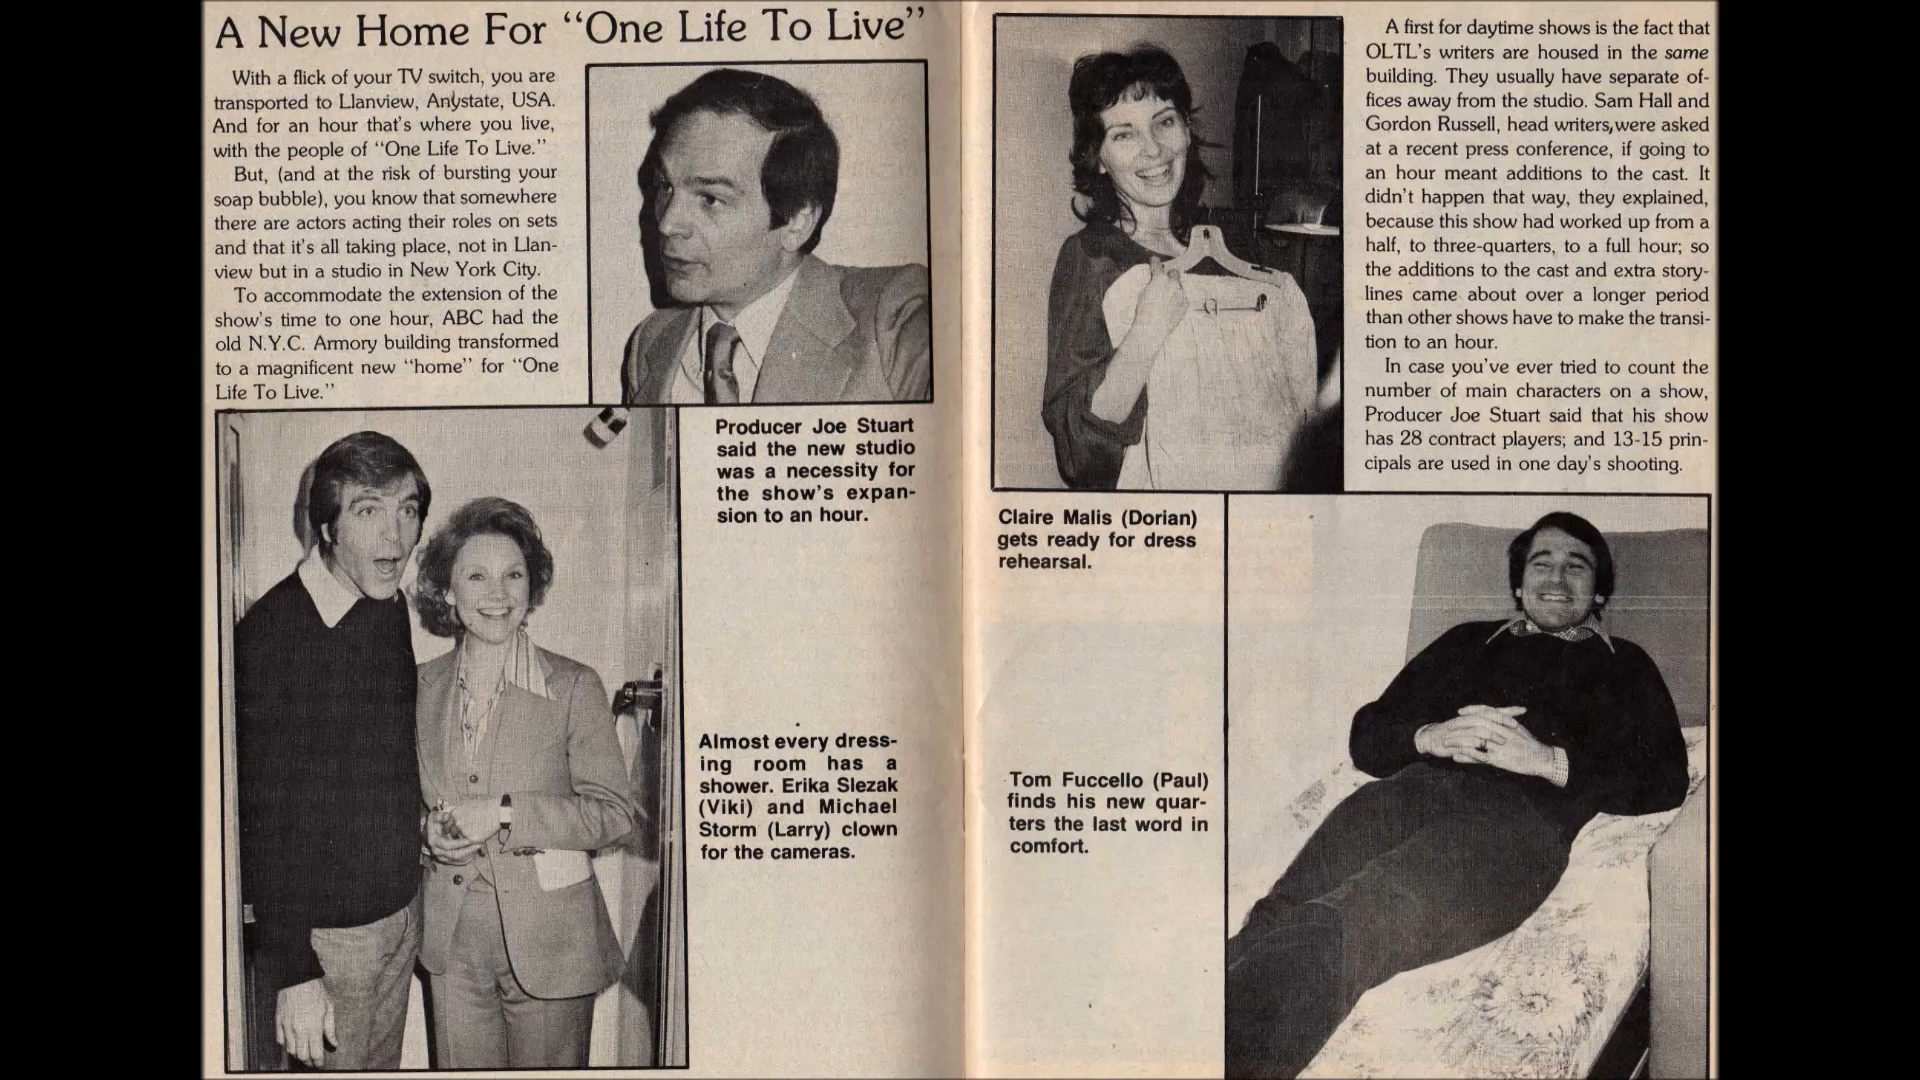 A New Home For “One Life To Live”
With a flick of your TV switch, you are
transported to Llanview, Anystate, USA.
And for an hour that's where you live,
with the people of “One Life To Live.”
But, (and at the risk of bursting your
soap bubble), you know that somewhere
there are actors acting their roles on sets
and that it's all taking place, not in Llan-
view but in a studio in New York City.
To accommodate the extension of the
show's time to one hour, ABC had the
old N.Y.C. Armory building transformed
to a magnificent new “home” for “One
Life To Live.”
Producer Joe Stuart
said the new studio
was a necessity for
the show's expan-
sion to an hour.
Almost every dress-
ing room has a
shower. Erika Slezak
(Viki) and Michael
Storm (Larry) clown
for the cameras.
A first for daytime shows is the fact that
OLTL's writers are housed in the same
building. They usually have separate of-
fices away from the studio. Sam Hall and
Gordon Russell, head writers, were asked
at a recent press conference, if going to
an hour meant additions to the cast. It
didn't happen that way, they explained,
because this show had worked up from a
half, to three-quarters, to a full hour; so
the additions to the cast and extra story-
lines came about over a longer period
than other shows have to make the transi-
tion to an hour.
In case you've ever tried to count the
number of main characters on a show,
Producer Joe Stuart said that his show
has 28 contract players; and 13-15 prin-
cipals are used in one day's shooting.
Claire Malis (Dorian)
gets ready for dress
rehearsal.
Tom Fuccello (Paul)
finds his new quar-
ters the last word in
comfort.